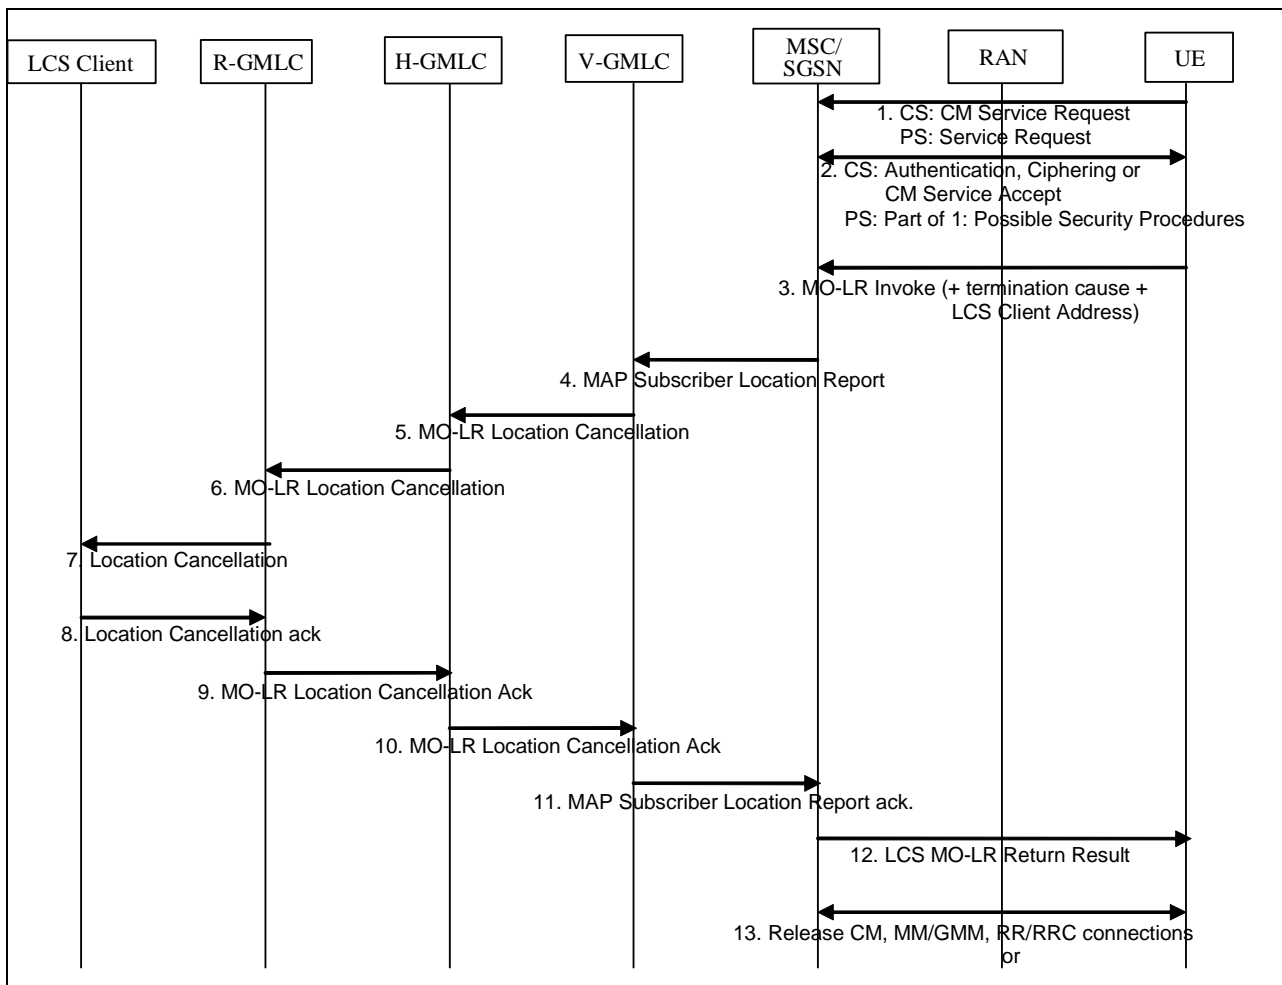 LCS Client
R-GMLC
H-GMLC
V-GMLC
MSC/
SGSN
RAN
UE
1. CS: CM Service Request
PS: Service Request
2. CS: Authentication, Ciphering or
CM Service Accept
PS: Part of 1: Possible Security Procedures
3. MO-LR Invoke (+ termination cause +
LCS Client Address)
4. MAP Subscriber Location Report
5. MO-LR Location Cancellation
6. MO-LR Location Cancellation
7. Location Cancellation
8. Location Cancellation ack
9. MO-LR Location Cancellation Ack
10. MO-LR Location Cancellation Ack
11. MAP Subscriber Location Report ack.
12. LCS MO-LR Return Result
13. Release CM, MM/GMM, RR/RRC connections
or